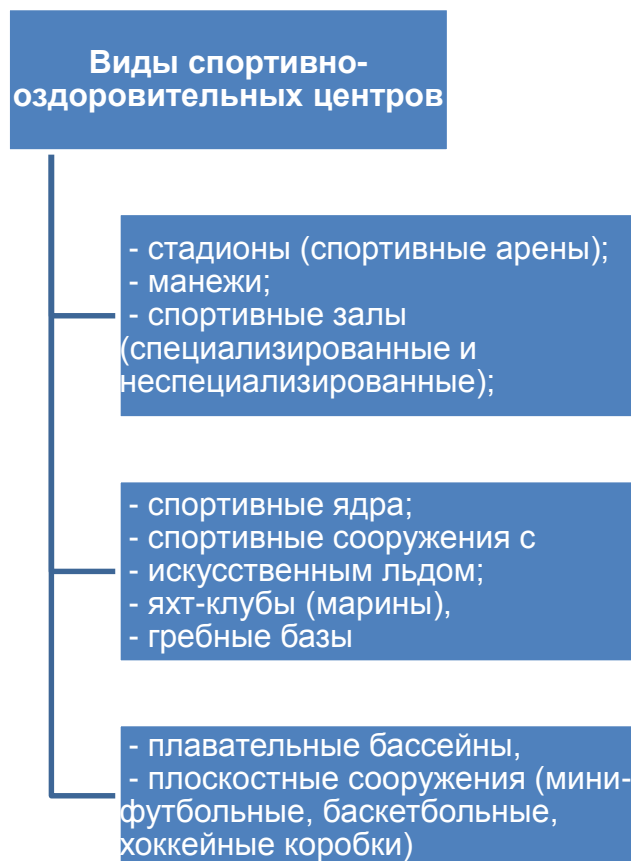 Виды спортивно-
оздоровительных центров
- стадионы (спортивные арены);
- манежи;
- спортивные залы
(специализированные и
неспециализированные);
- спортивные ядра;
- спортивные сооружения с
- искусственным льдом;
- яхт-клубы (марины),
- гребные базы
- плавательные бассейны,
- плоскостные сооружения (мини-
футбольные, баскетбольные,
хоккейные коробки)